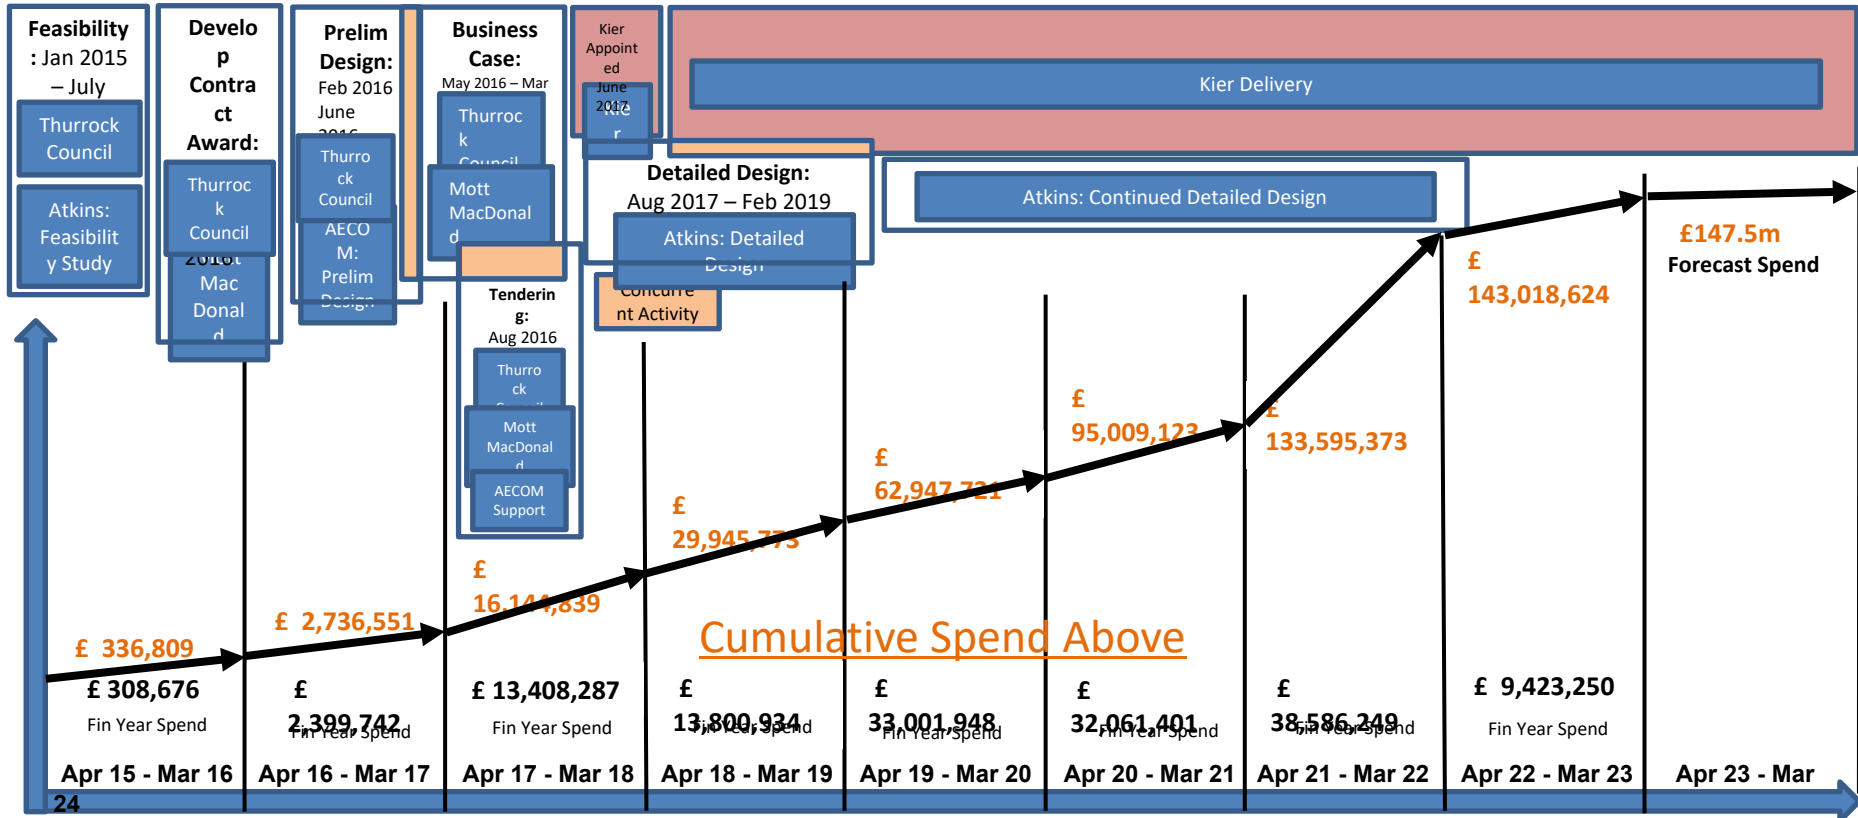 Feasibility
: Jan 2015
– July
Thurrock
Council
Atkins:
Feasibilit
y Study
Develo
p
Contra
ct
Award:
Thurroc
k
Council
2016
Mott
Mac
Donal
d
Prelim
Design:
Feb 2016
June
2016
Thurro
ck
Council
AECO
M:
Prelim
Design
Business
Case:
May 2016 – Mar
Thurroc
k
Council
Mott
MacDonal
d
Tenderin
g:
Aug 2016
Thurro
ck
Council
Mott
MacDonal
d
AECOM
Support
Kier
Appoint
ed
June
2017
Kie
r
Kier Delivery
Detailed Design:
Aug 2017 – Feb 2019
Atkins: Detailed
Design
Concurre
nt Activity
Atkins: Continued Detailed Design
£147.5m
Forecast Spend
£
143,018,624
£
133,595,373
£
95,009,123
£
62,947,721
£
29,945,773
£
16,144,839
£ 2,736,551
£ 336,809
Cumulative Spend Above
£ 308,676
Fin Year Spend
£
2,399,742
Fin Year Spend
£ 13,408,287
Fin Year Spend
£
13,800,934
Fin Year Spend
£
33,001,948
Fin Year Spend
£
32,061,401
Fin Year Spend
£
38,586,249
Fin Year Spend
£ 9,423,250
Fin Year Spend
Apr 15 - Mar 16 Apr 16 - Mar 17 Apr 17 - Mar 18 Apr 18 - Mar 19 Apr 19 - Mar 20 Apr 20 - Mar 21 Apr 21 - Mar 22 Apr 22 - Mar 23 Apr 23 - Mar
24